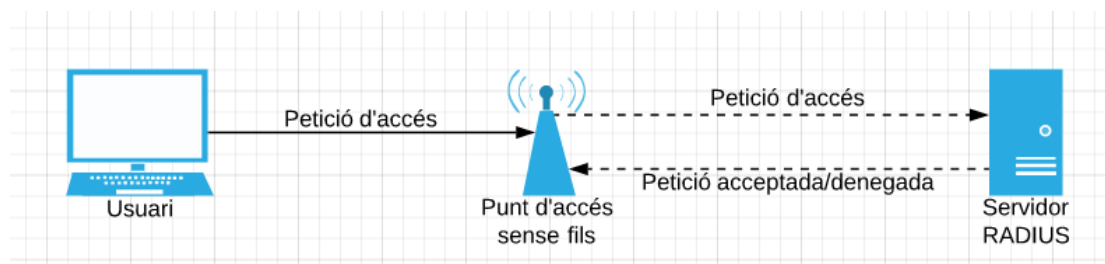 Petició d'accés
Petició d'accés
Petició acceptada/denegada
Usuari
Punt d'accés
sense fils
Servidor
RADIUS